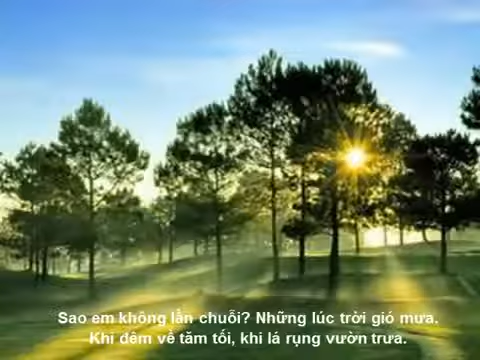 Sao em không lần chuỗi? Những lúc trời gió mưa.
Khi đêm về tăm tối, khi lá rụng vườn trưa.